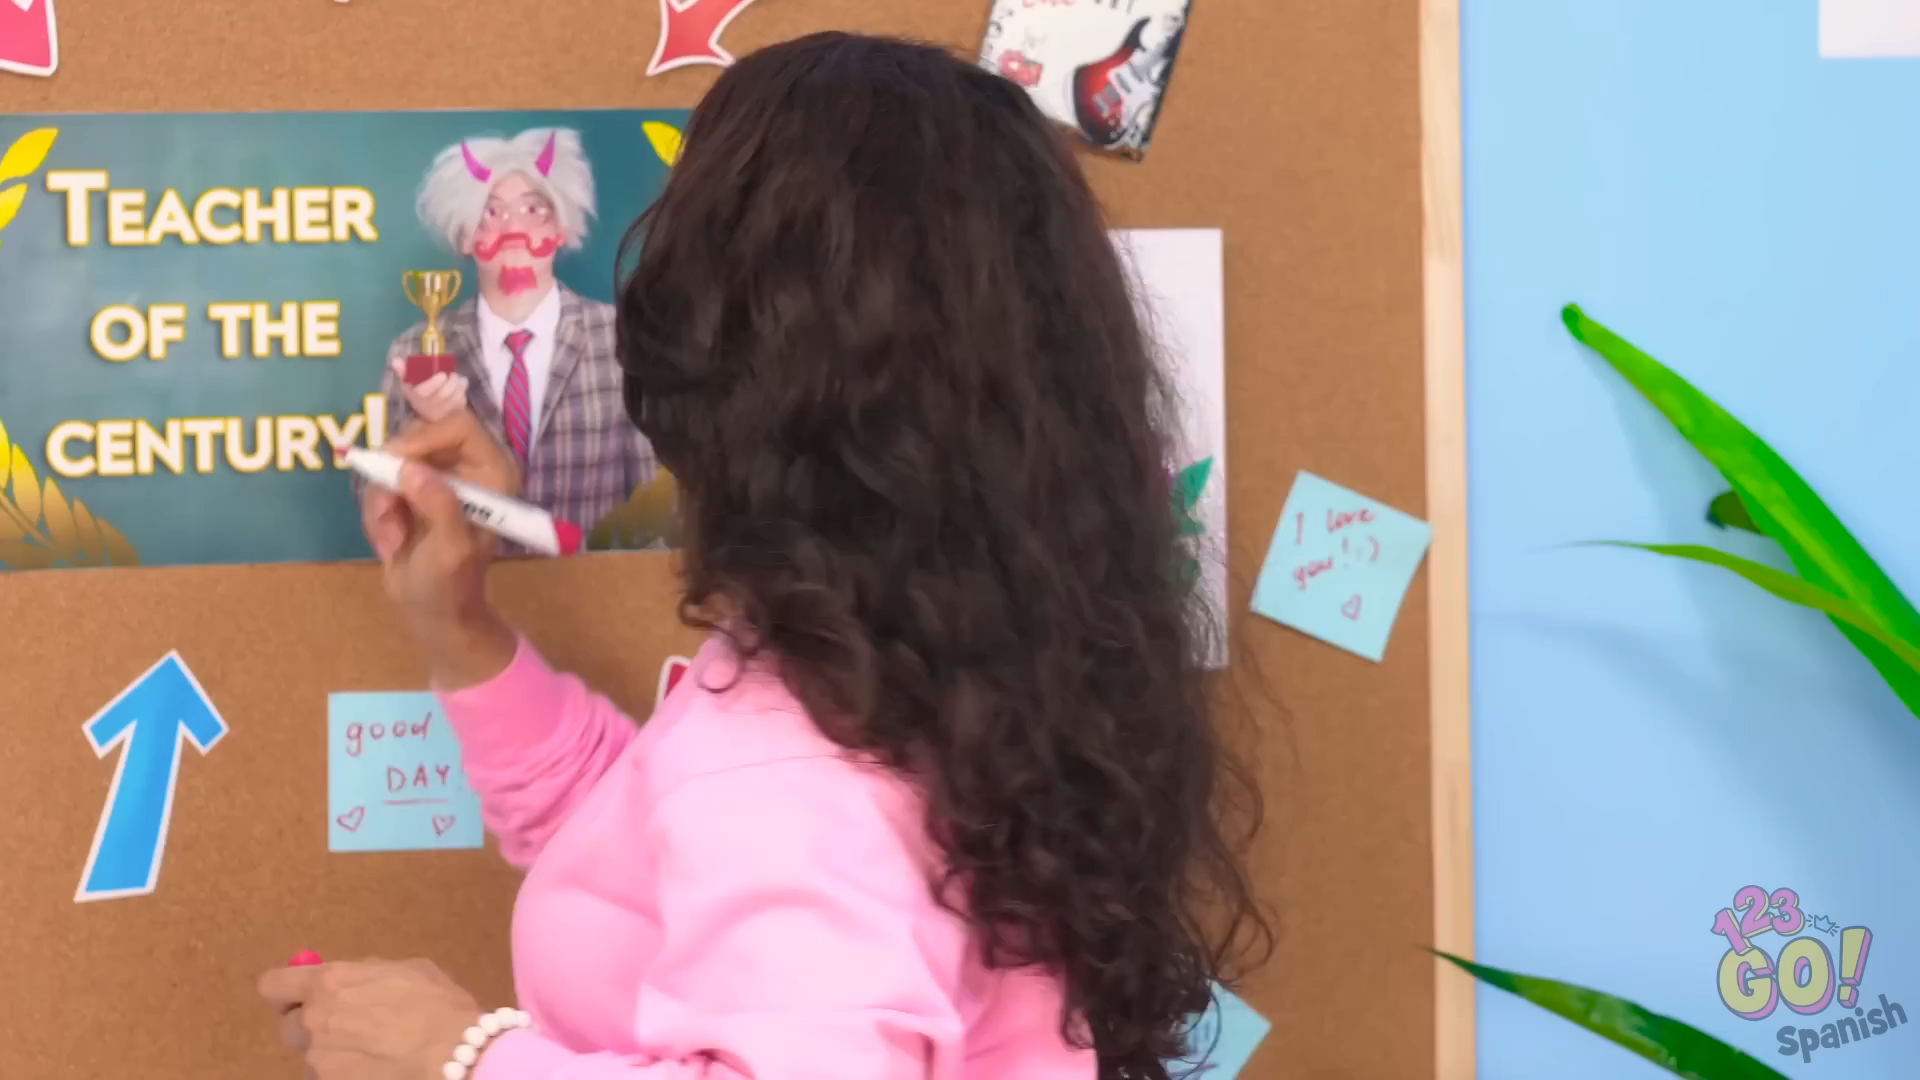 TEACHER
OF THE
CENTURY!
I love
you! :)
good
DAY!
123
GO!
Spanish